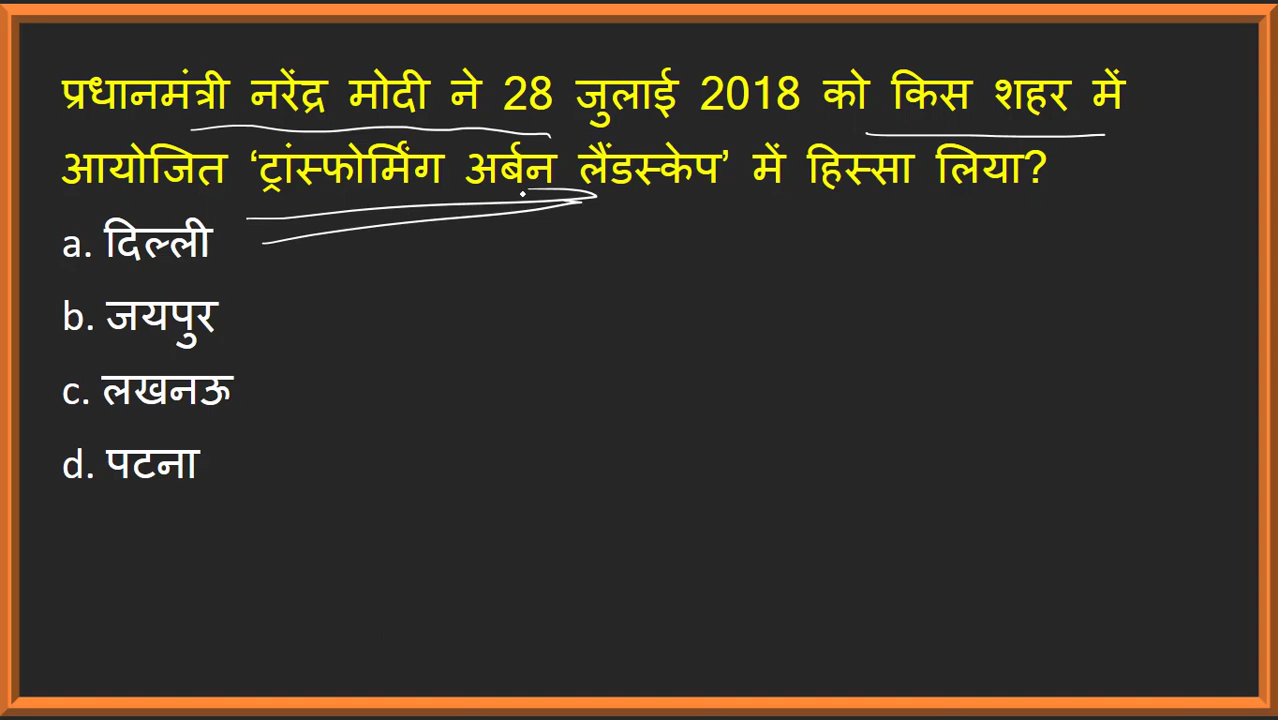 प्रधानमंत्री नरेंद्र मोदी ने 28 जुलाई 2018 को किस शहर में
आयोजित ‘ट्रांस्फोर्मिंग अर्बन लैंडस्केप’ में हिस्सा लिया?
a. दिल्ली
b. जयपुर
c. लखनऊ
d. पटना